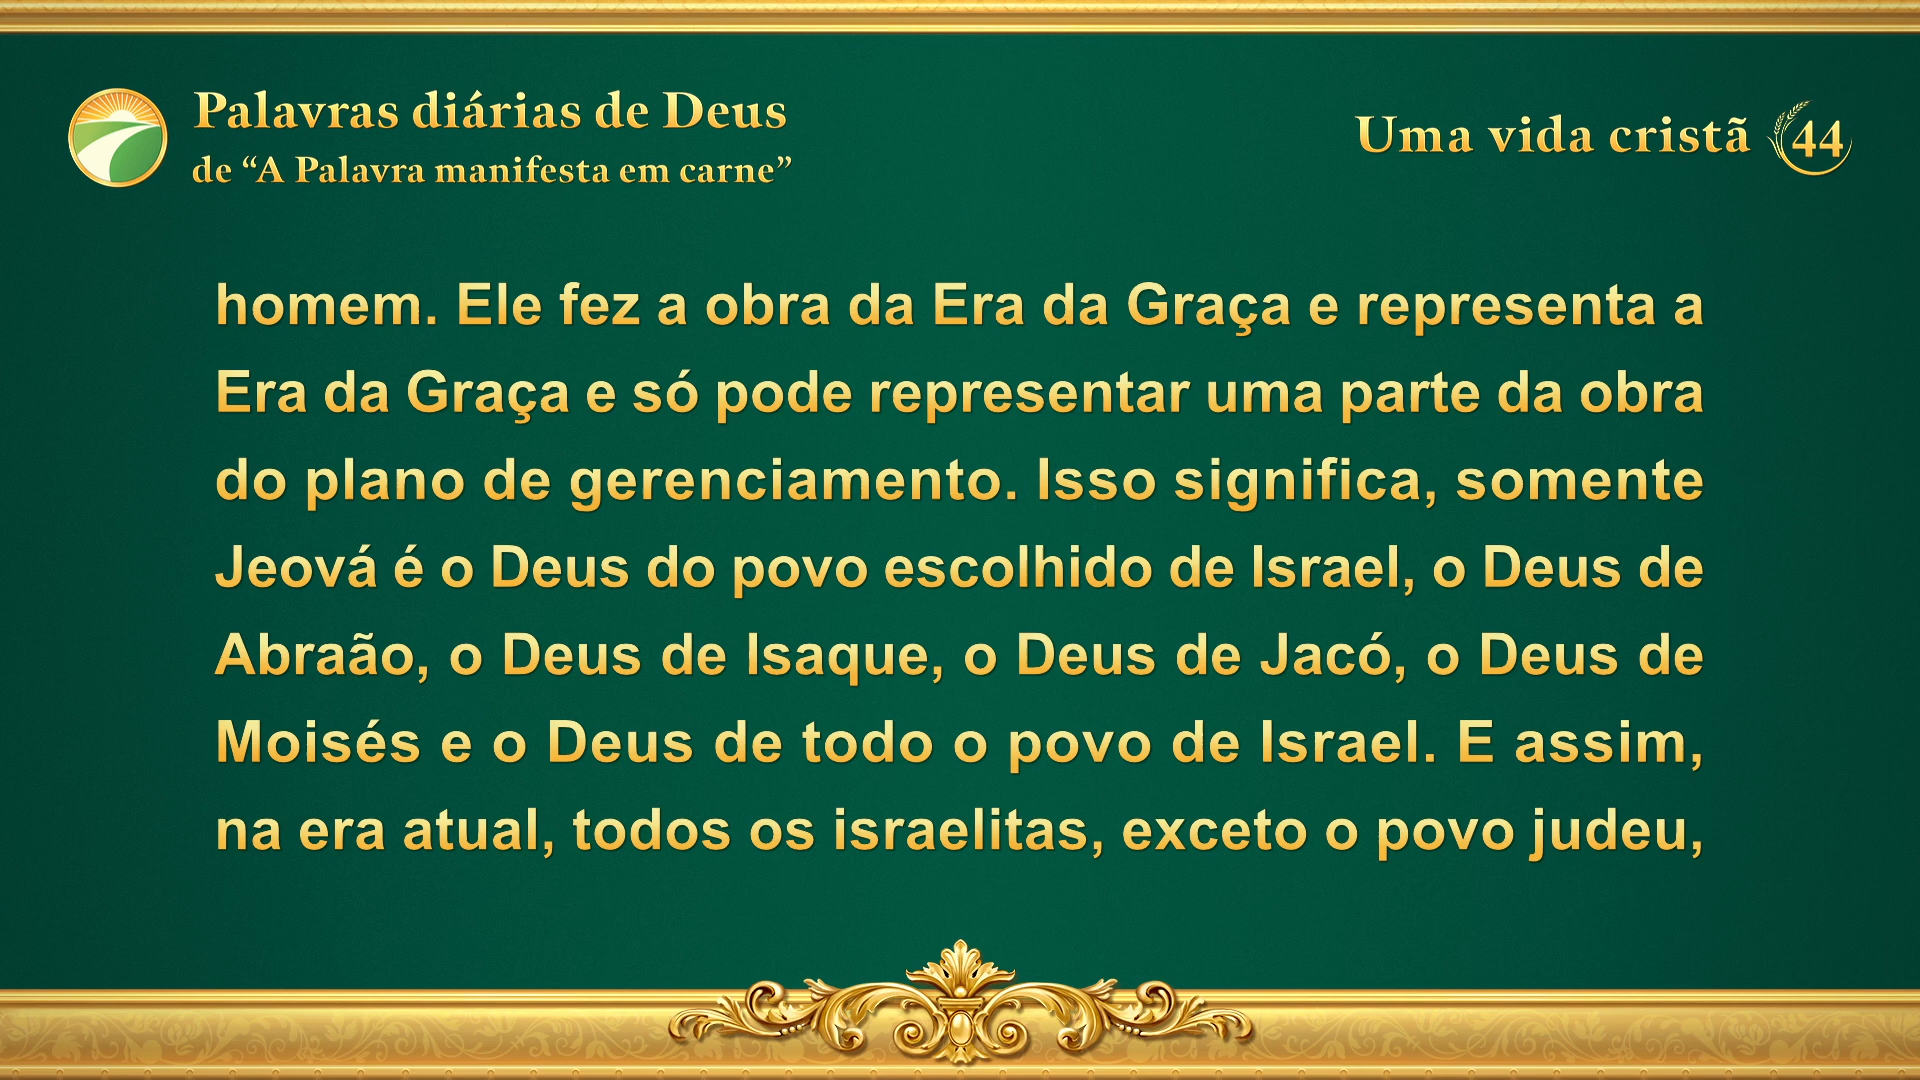 Palavras diárias de Deus
de “A Palavra manifesta em carne”
Uma vida cristã 44
homem. Ele fez a obra da Era da Graça e representa a
Era da Graça e só pode representar uma parte da obra
do plano de gerenciamento. Isso significa, somente
Jeová é o Deus do povo escolhido de Israel, o Deus de
Abraão, o Deus de Isaque, o Deus de Jacó, o Deus de
Moisés e o Deus de todo o povo de Israel. E assim,
na era atual, todos os israelitas, exceto o povo judeu,